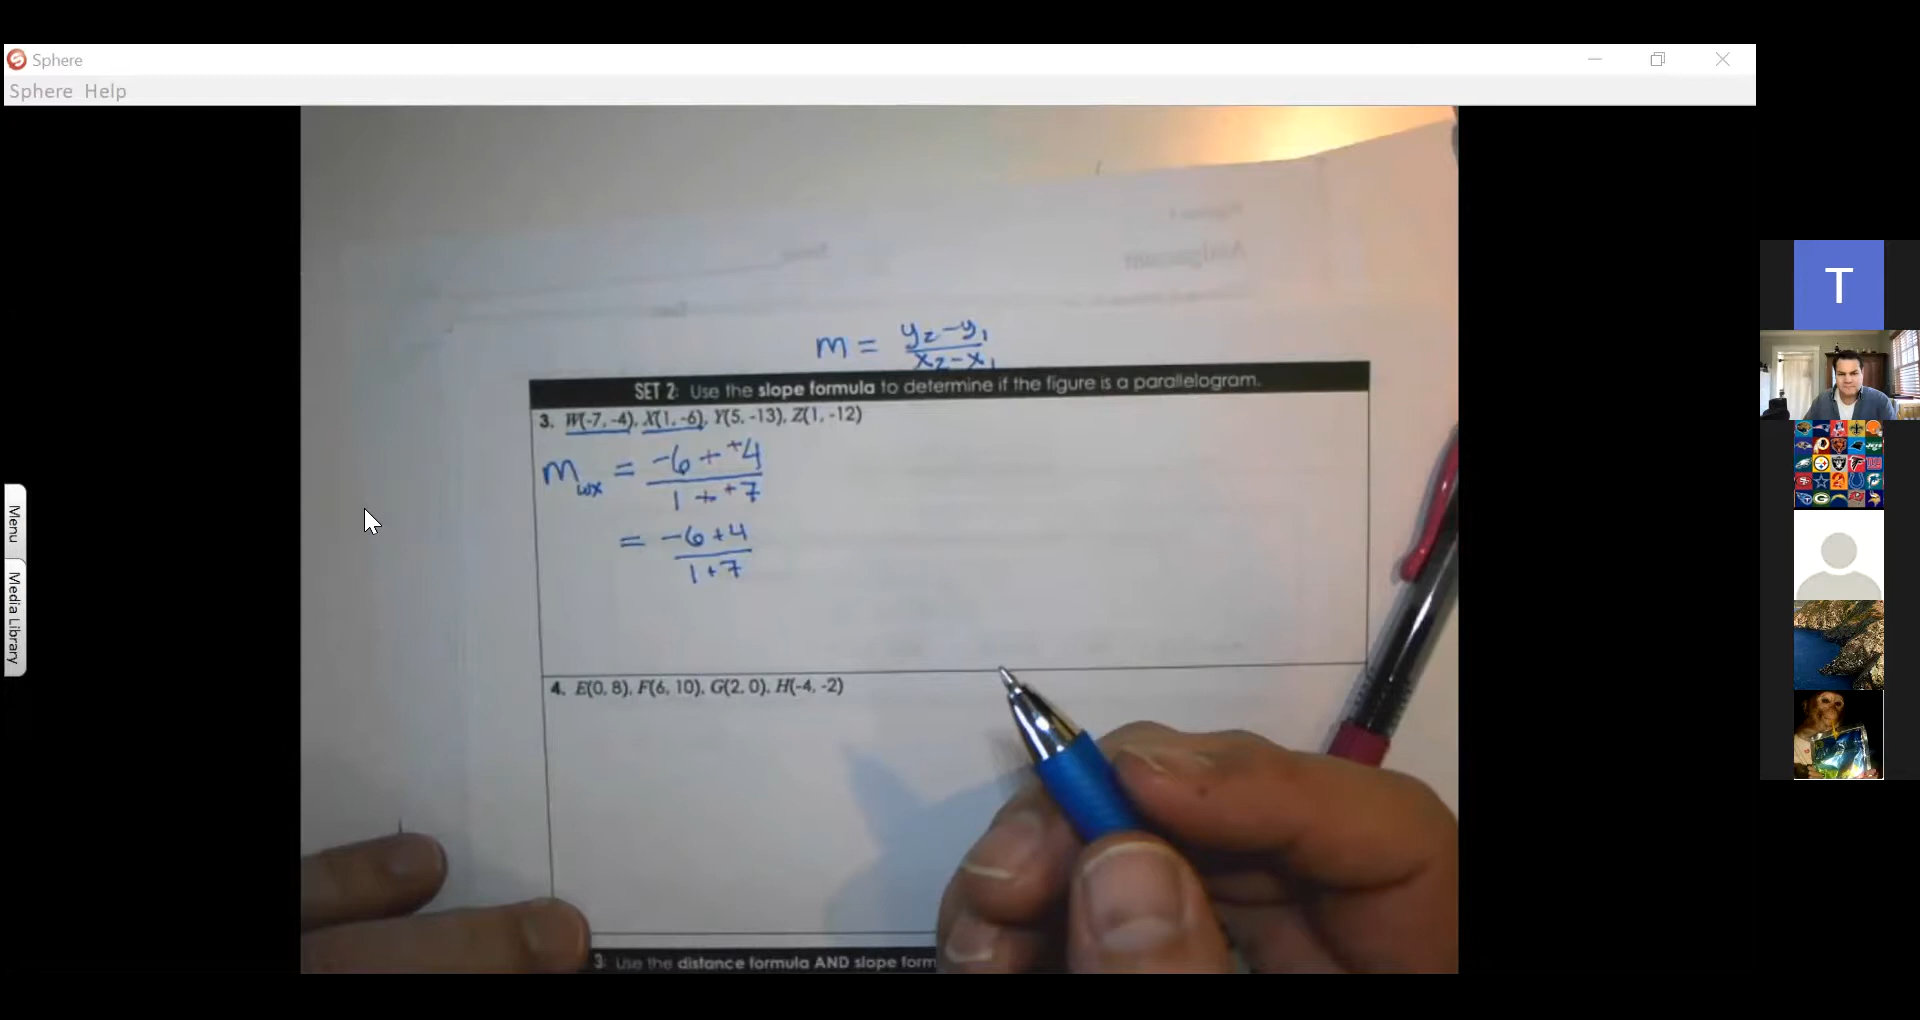 Sphere
Sphere Help
Menu
Media Library
m = y₂-y₁
x₂-x₁
SET 2: Use the slope formula to determine if the figure is a parallelogram.
3. W(-7, -4), X(1, -6), Y(5, -13), Z(1, -12)
m wx = -6 + +4
1 + +7
= -6+4
1+7
4. E(0, 8), F(6, 10), G(2, 0), H(-4, -2)
3: Use the distance formula AND slope form
T